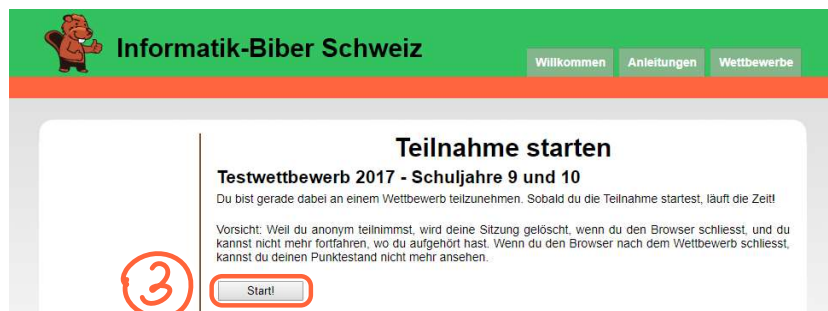 Informatik-Biber Schweiz
Willkommen Anleitungen Wettbewerbe
Teilnahme starten
Testwettbewerb 2017 - Schuljahre 9 und 10
Du bist gerade dabei an einem Wettbewerb teilzunehmen. Sobald du die Teilnahme startest, läuft die Zeit!
Vorsicht: Weil du anonym teilnimmst, wird deine Sitzung gelöscht, wenn du den Browser schliesst, und du
kannst nicht mehr fortfahren, wo du aufgehört hast. Wenn du den Browser nach dem Wettbewerb schliesst,
kannst du deinen Punktestand nicht mehr ansehen.
3
Start!